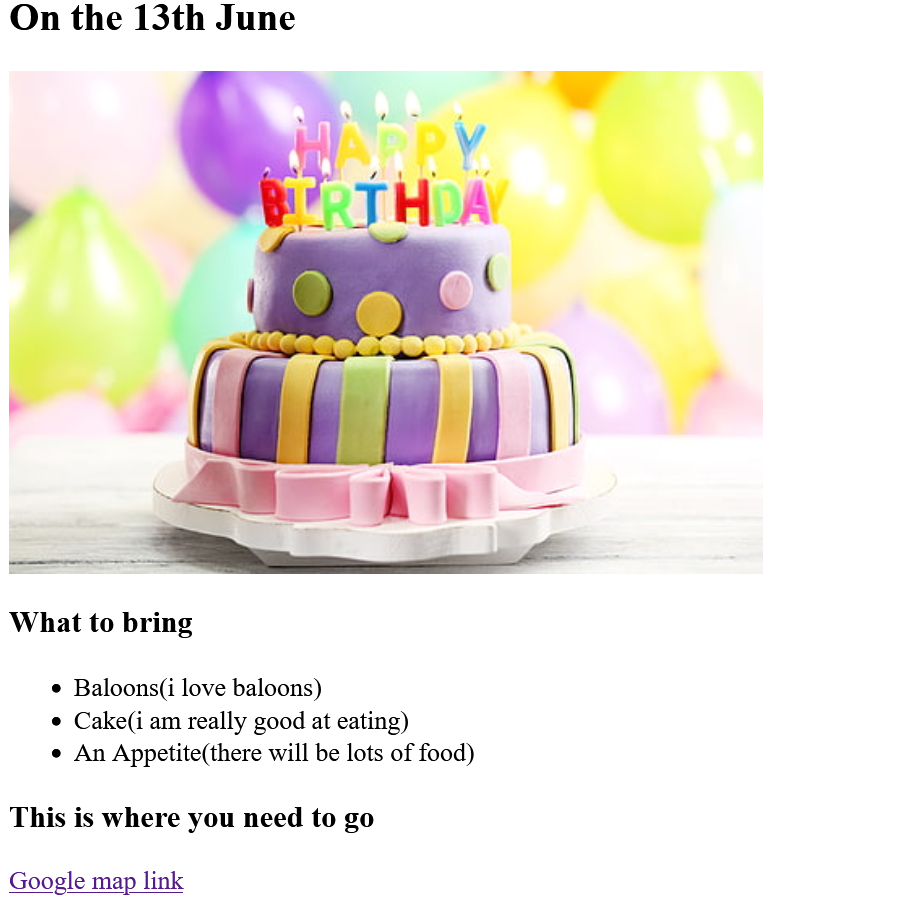 On the 13th June
HAPPY
BIRTHDAY
What to bring
Baloons(i love baloons)
Cake(i am really good at eating)
An Appetite(there will be lots of food)
This is where you need to go
Google map link